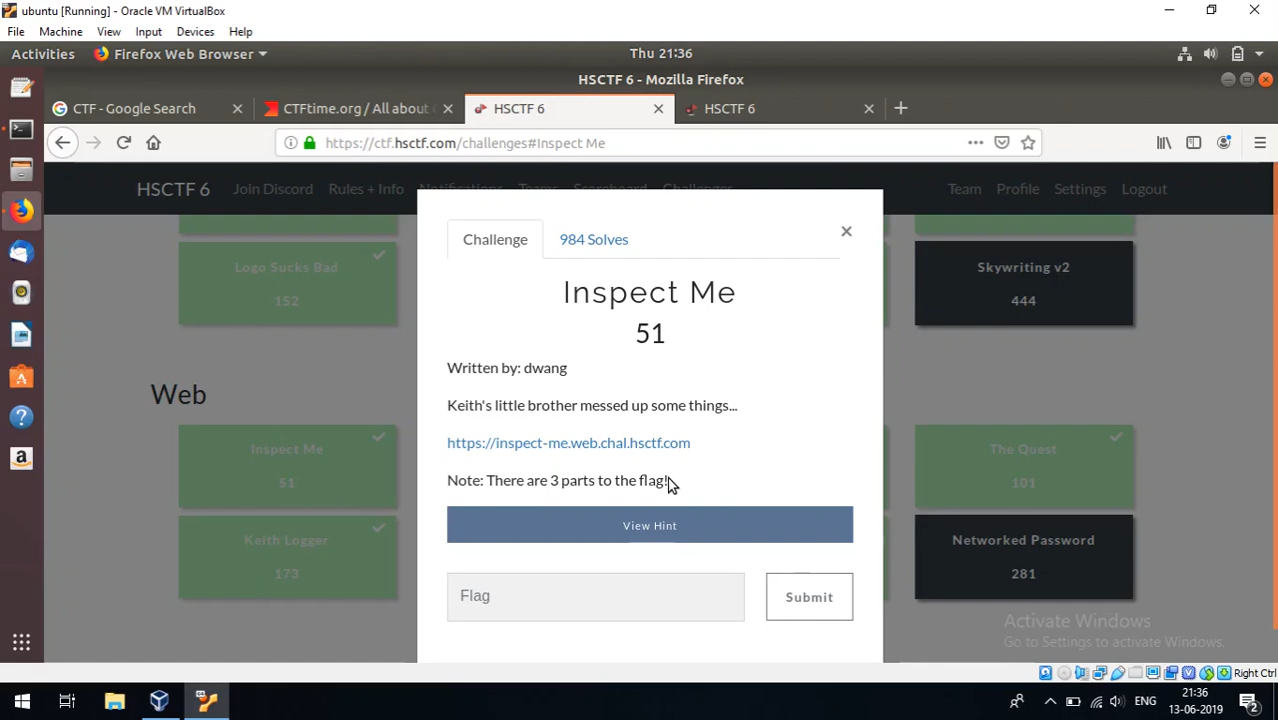 ubuntu [Running] - Oracle VM VirtualBox
File Machine View Input Devices Help
Activities Firefox Web Browser Thu 21:36
HSCTF 6 - Mozilla Firefox
CTF - Google Search CTFtime.org / All about HSCTF 6 HSCTF 6
https://ctf.hsctf.com/challenges#Inspect Me
HSCTF 6 Join Discord Rules + Info Notifications Teams Scoreboard Challenges Team Profile Settings Logout
Challenge 984 Solves
Logo Sucks Bad
152
Skywriting v2
444
Inspect Me
51
Written by: dwang
Keith's little brother messed up some things...
https://inspect-me.web.chal.hsctf.com
Note: There are 3 parts to the flag!
View Hint
Flag
Submit
Web
Inspect Me
51
The Quest
101
Keith Logger
173
Networked Password
281
Activate Windows
Go to Settings to activate Windows.
Right Ctrl
ENG
21:36
13-06-2019
2